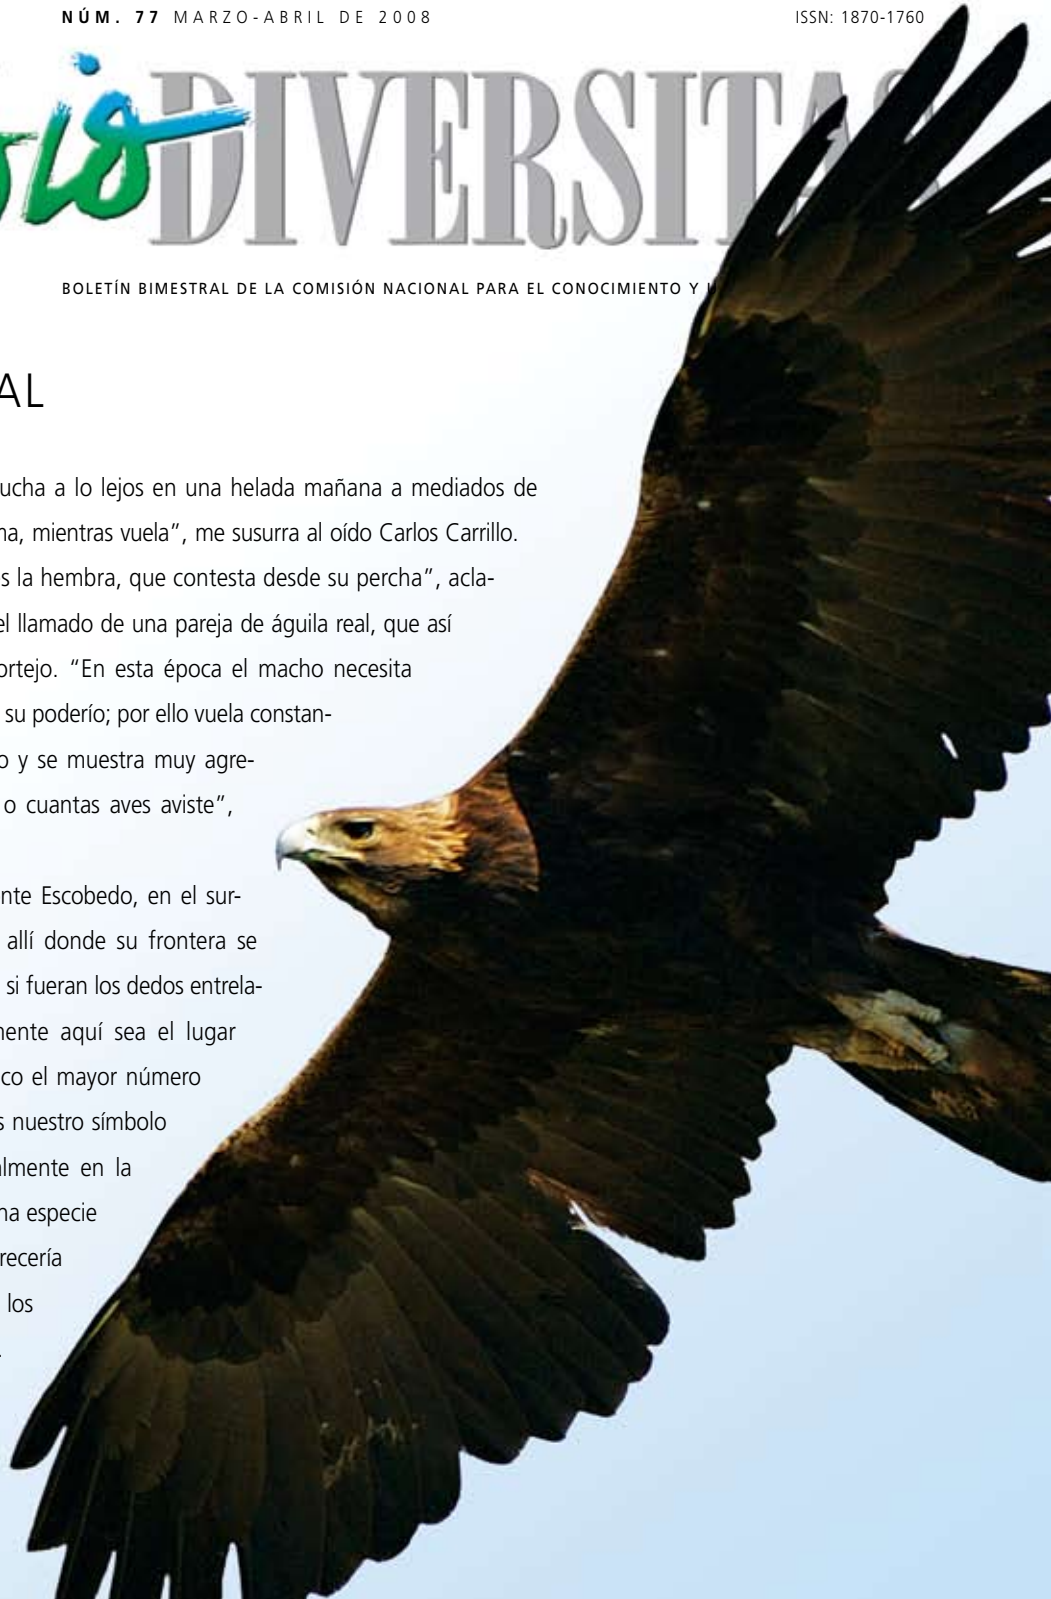 NÚM. 77 MARZO-ABRIL DE 2008
ISSN: 1870-1760
bioDIVERSITAS
BOLETÍN BIMESTRAL DE LA COMISIÓN NACIONAL PARA EL CONOCIMIENTO Y
AL
ucha a lo lejos en una helada mañana a mediados de
na, mientras vuela”, me susurra al oído Carlos Carrillo.
s la hembra, que contesta desde su percha”, acla-
el llamado de una pareja de águila real, que así
ortejo. “En esta época el macho necesita
su poderío; por ello vuela constan-
o y se muestra muy agre-
o cuantas aves aviste”,
nte Escobedo, en el sur-
allí donde su frontera se
si fueran los dedos entrela-
mente aquí sea el lugar
co el mayor número
s nuestro símbolo
almente en la
na especie
recería
los